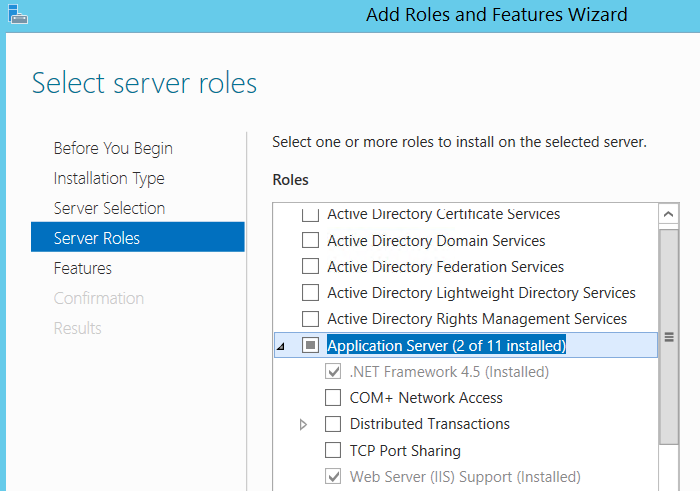 Add Roles and Features Wizard
Select server roles
Before You Begin
Installation Type
Server Selection
Server Roles
Features
Confirmation
Results
Select one or more roles to install on the selected server.
Roles
Active Directory Certificate Services
Active Directory Domain Services
Active Directory Federation Services
Active Directory Lightweight Directory Services
Active Directory Rights Management Services
Application Server (2 of 11 installed)
.NET Framework 4.5 (Installed)
COM+ Network Access
Distributed Transactions
TCP Port Sharing
Web Server (IIS) Support (Installed)